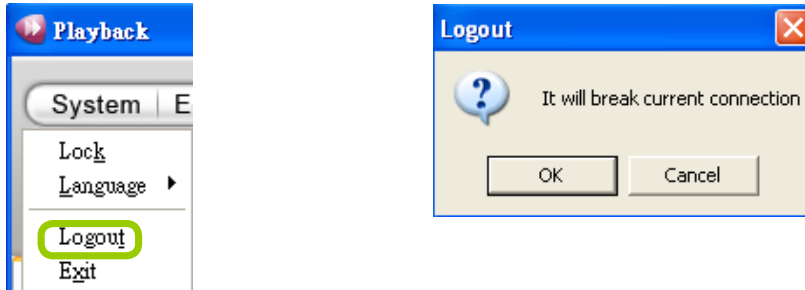 Playback
System E
Lock
Language
Logout
Exit
Logout
It will break current connection
OK Cancel